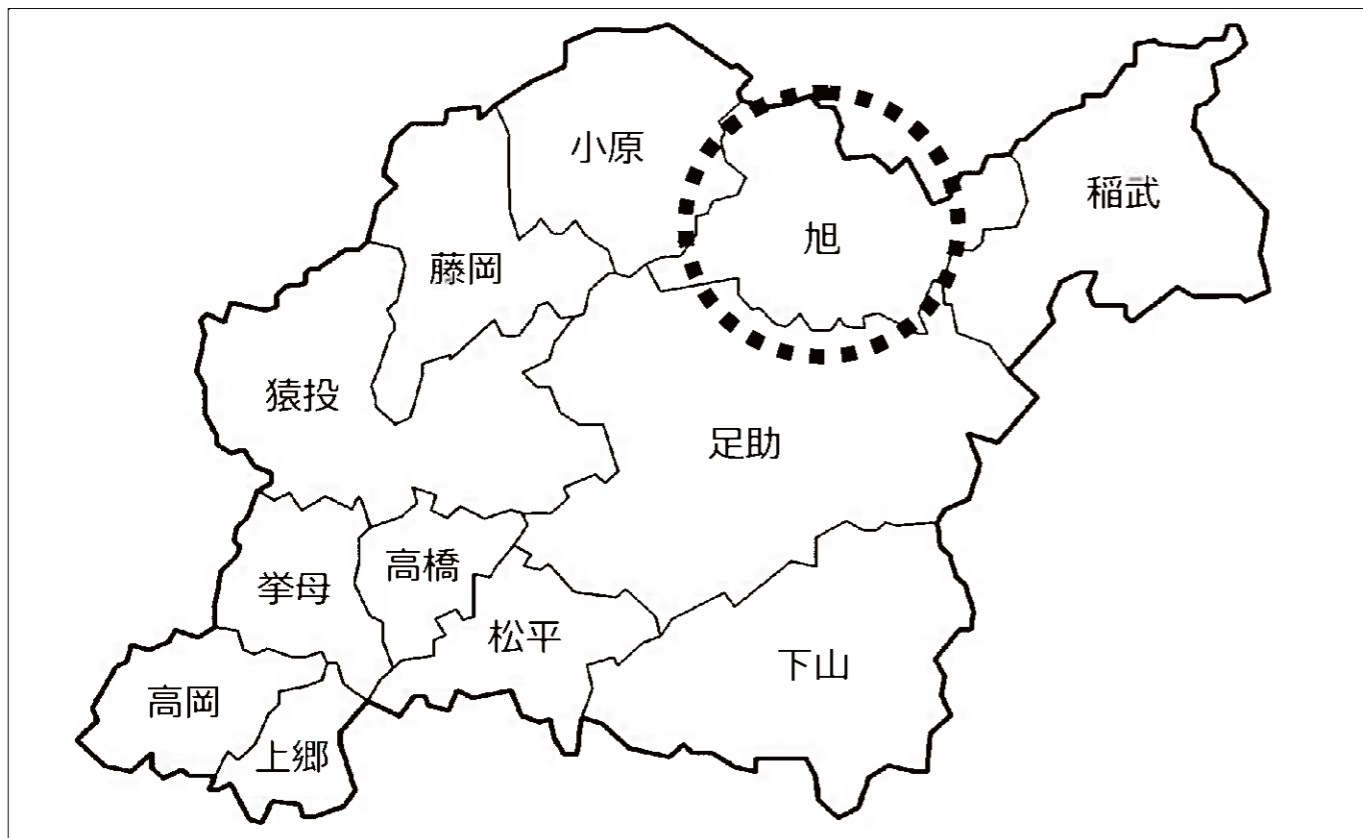 小原
旭
稲武
藤岡
猿投
足助
挙母
高橋
松平
下山
高岡
上郷